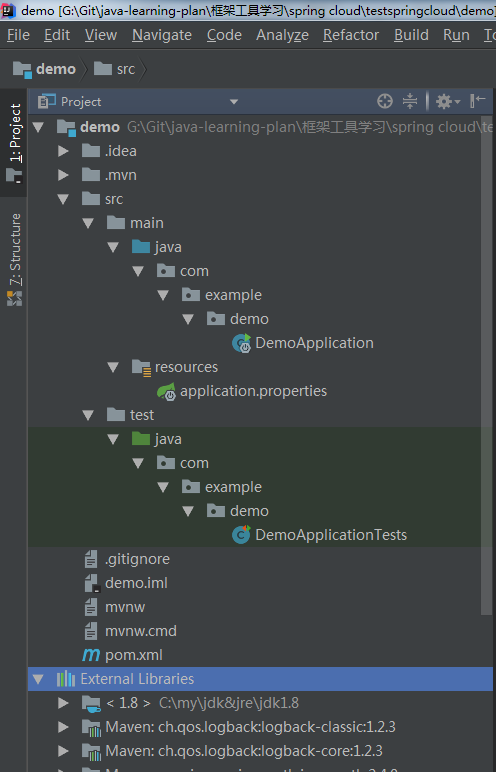 demo [G:\Git\java-learning-plan\框架工具学习\spring cloud\testspringcloud\demo]
File Edit View Navigate Code Analyze Refactor Build Run
demo src
1: Project
Project
demo G:\Git\java-learning-plan\框架工具学习\spring cloud\te
.idea
.mvn
src
main
java
com
example
demo
DemoApplication
resources
application.properties
test
java
com
example
demo
DemoApplicationTests
7: Structure
.gitignore
demo.iml
mvnw
mvnw.cmd
pom.xml
External Libraries
< 1.8 > C:\my\jdk&jre\jdk1.8
Maven: ch.qos.logback:logback-classic:1.2.3
Maven: ch.qos.logback:logback-core:1.2.3